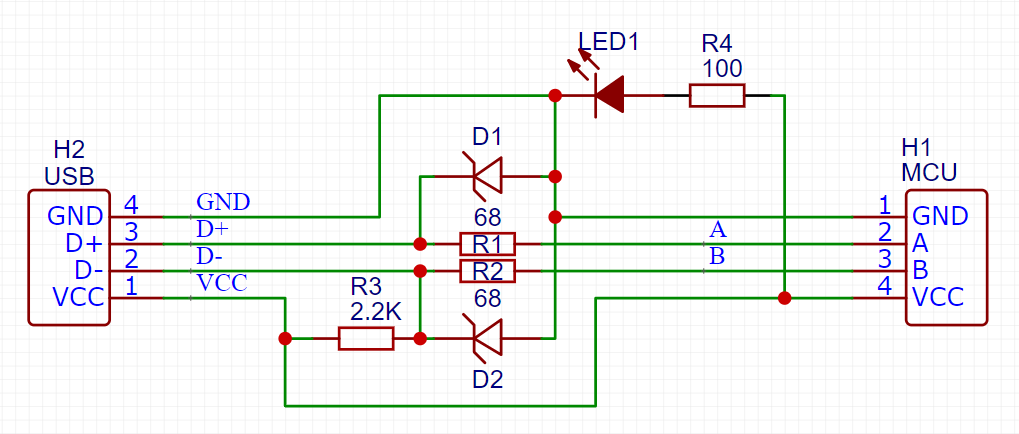 LED1
R4
100
H2
USB
D1
H1
MCU
GND 4 GND
1 GND
68
D+ 3 D+
R1
A
2 A
D- 2 D-
R2
B
3 B
VCC 1 VCC
68
4 VCC
R3
2.2K
D2